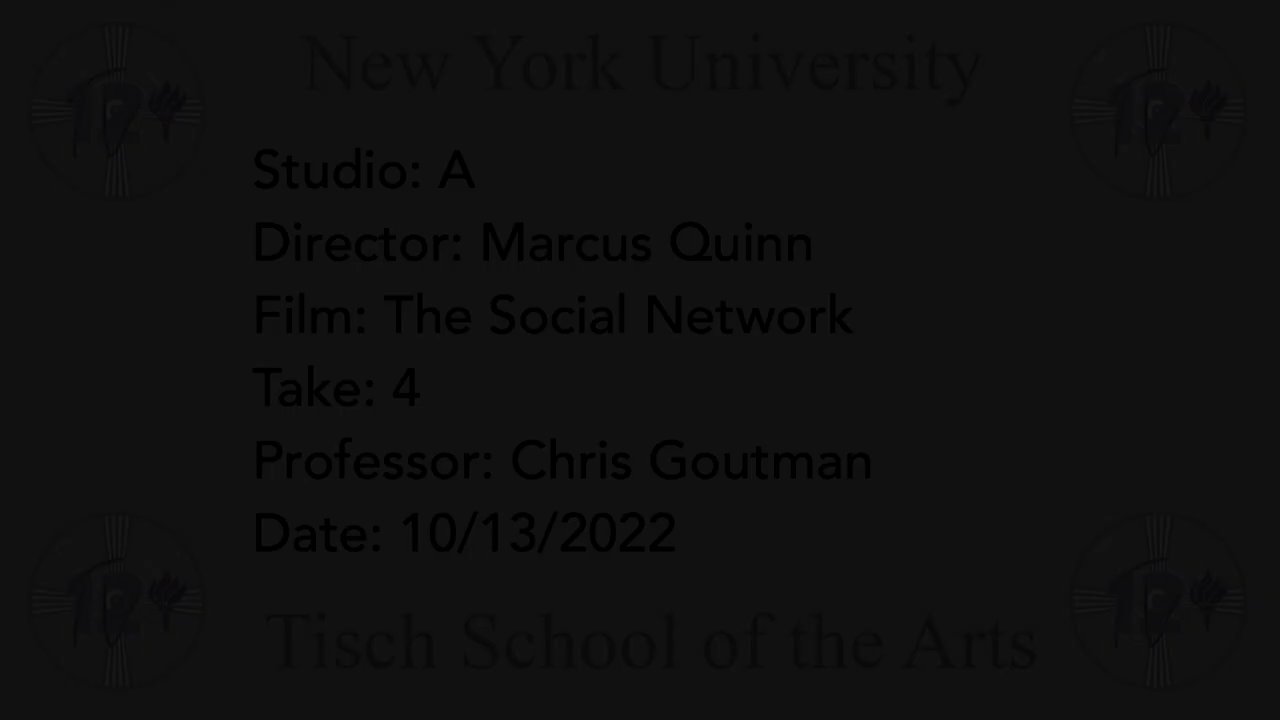 New York University
Studio: A
Director: Marcus Quinn
Film: The Social Network
Take: 4
Professor: Chris Goutman
Date: 10/13/2022
Tisch School of the Arts